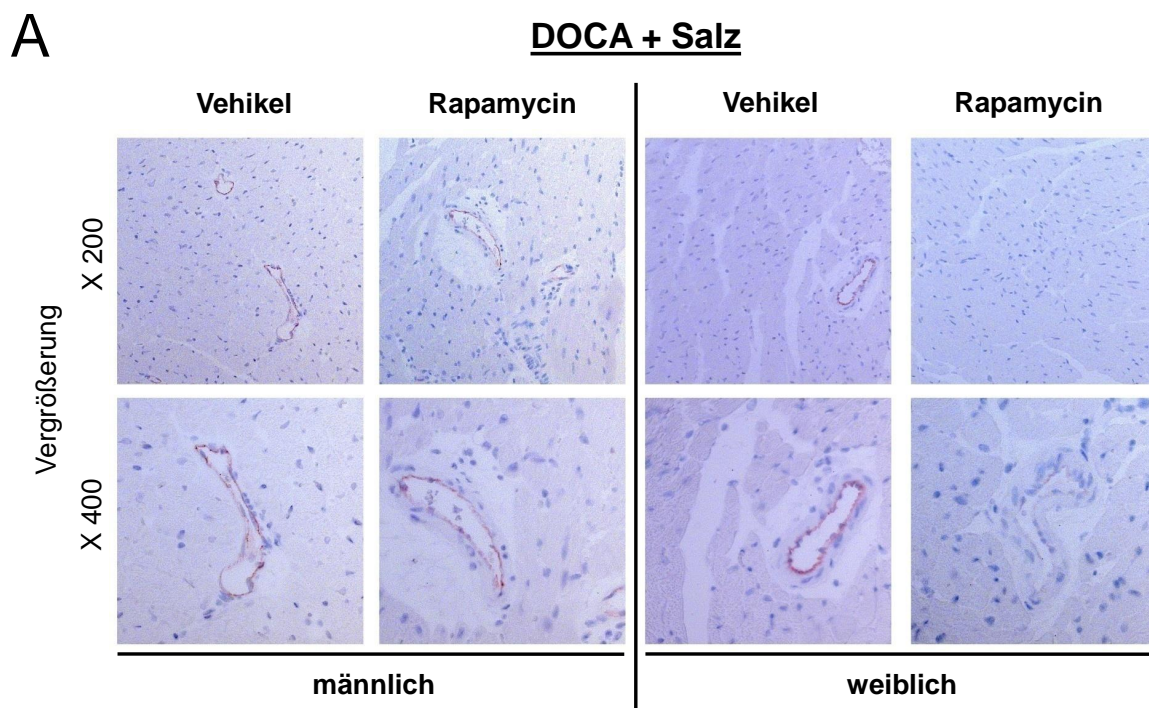 A
DOCA + Salz
Vehikel
Rapamycin
Vehikel
Rapamycin
Vergrößerung
X 200
X 400
männlich
weiblich